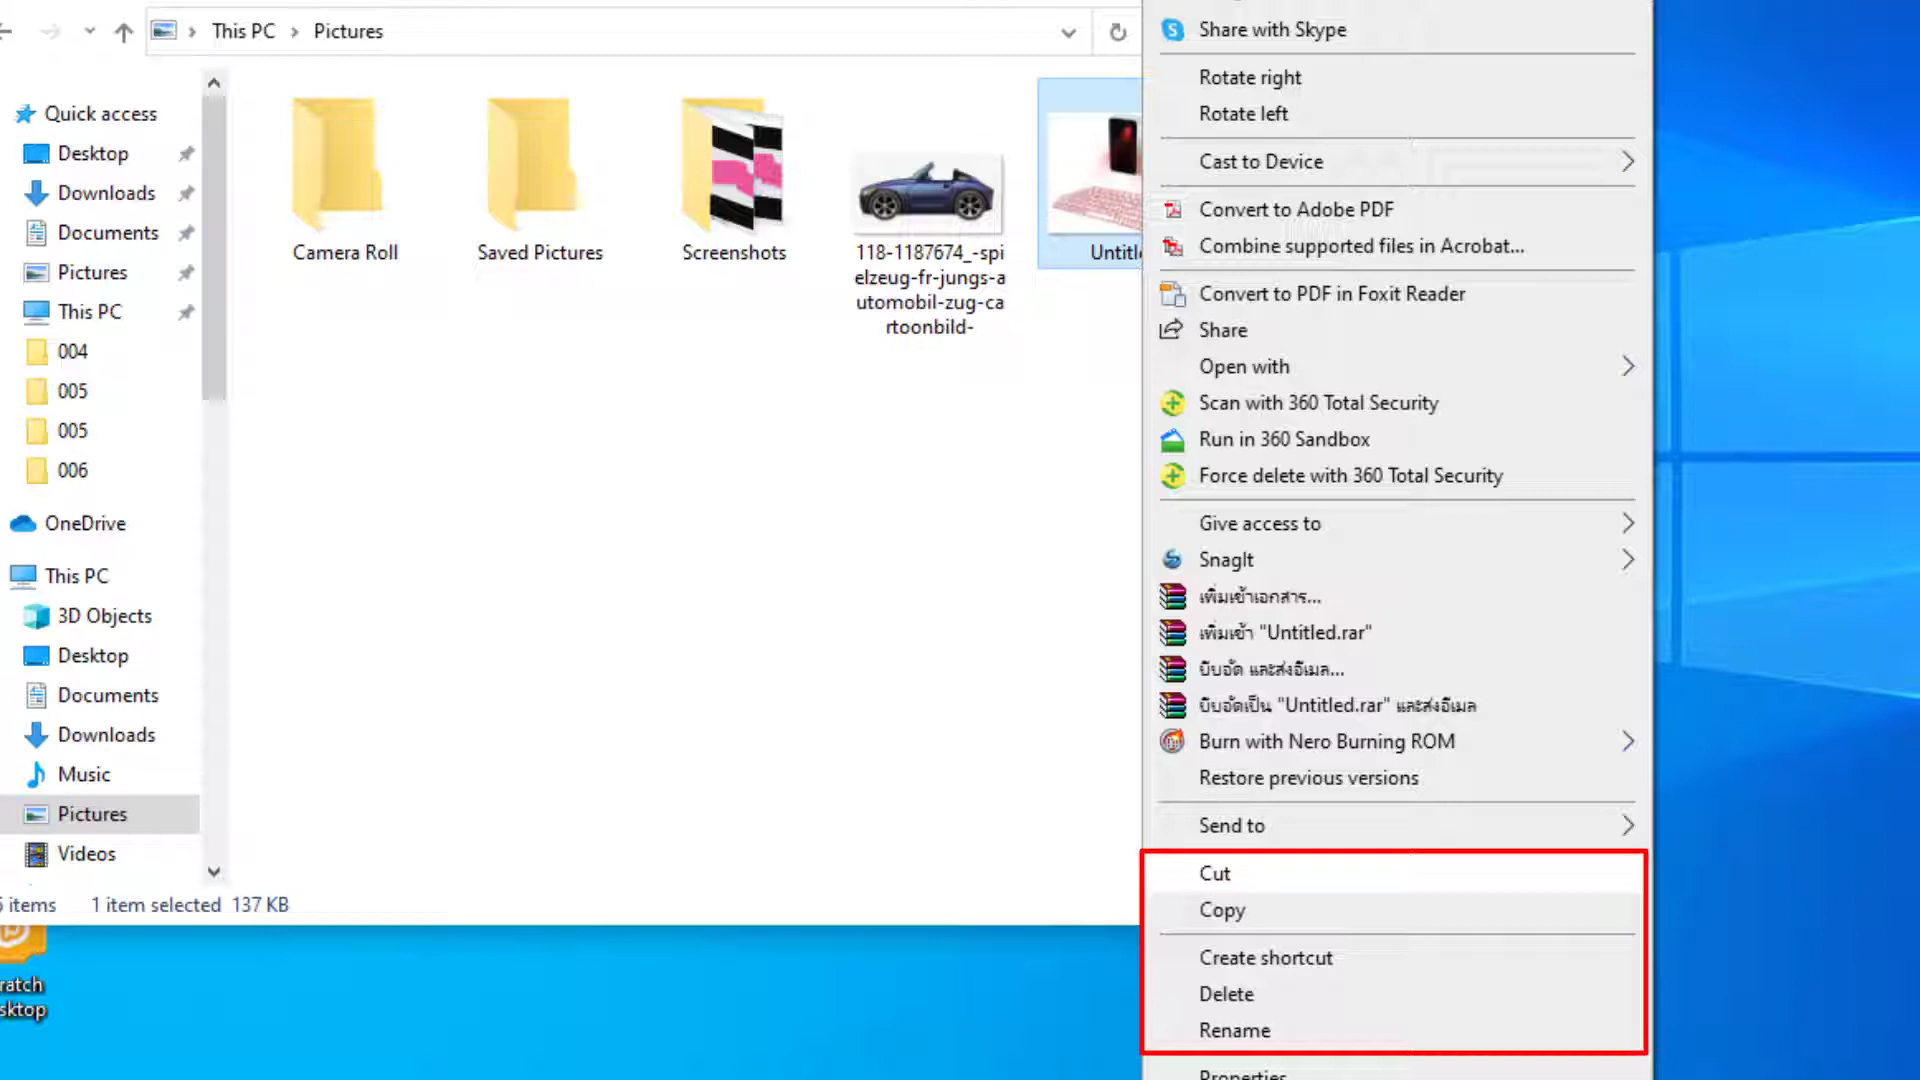 This PC
Pictures
Quick access
Desktop
Downloads
Documents
Pictures
This PC
004
005
005
006
OneDrive
This PC
3D Objects
Desktop
Documents
Downloads
Music
Pictures
Videos
items
1 item selected
137 KB
Camera Roll
Saved Pictures
Screenshots
118-1187674_-spi
elzeug-fr-jungs-a
utomobil-zug-ca
rtoonbild-
Untitle
Share with Skype
Rotate right
Rotate left
Cast to Device
Convert to Adobe PDF
Combine supported files in Acrobat...
Convert to PDF in Foxit Reader
Share
Open with
Scan with 360 Total Security
Run in 360 Sandbox
Force delete with 360 Total Security
Give access to
SnagIt
เพิ่มเข้าเอกสาร...
เพิ่มเข้า "Untitled.rar"
บีบอัด และส่งอีเมล...
บีบอัดเป็น "Untitled.rar" และส่งอีเมล
Burn with Nero Burning ROM
Restore previous versions
Send to
Cut
Copy
Create shortcut
Delete
Rename
Properties
ratch
sktop